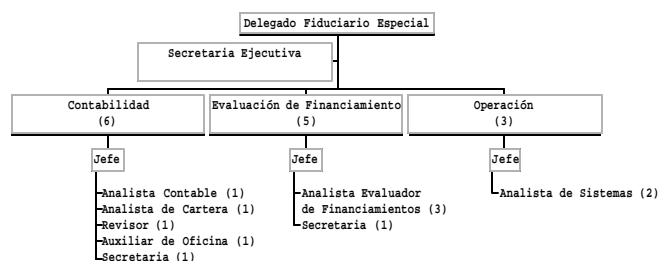 Delegado Fiduciario Especial
Secretaria Ejecutiva
Contabilidad
(6)
Evaluación de Financiamiento
(5)
Operación
(3)
Jefe
Jefe
Jefe
Analista Contable (1)
Analista de Cartera (1)
Revisor (1)
Auxiliar de Oficina (1)
Secretaria (1)
Analista Evaluador
de Financiamientos (3)
Secretaria (1)
Analista de Sistemas (2)